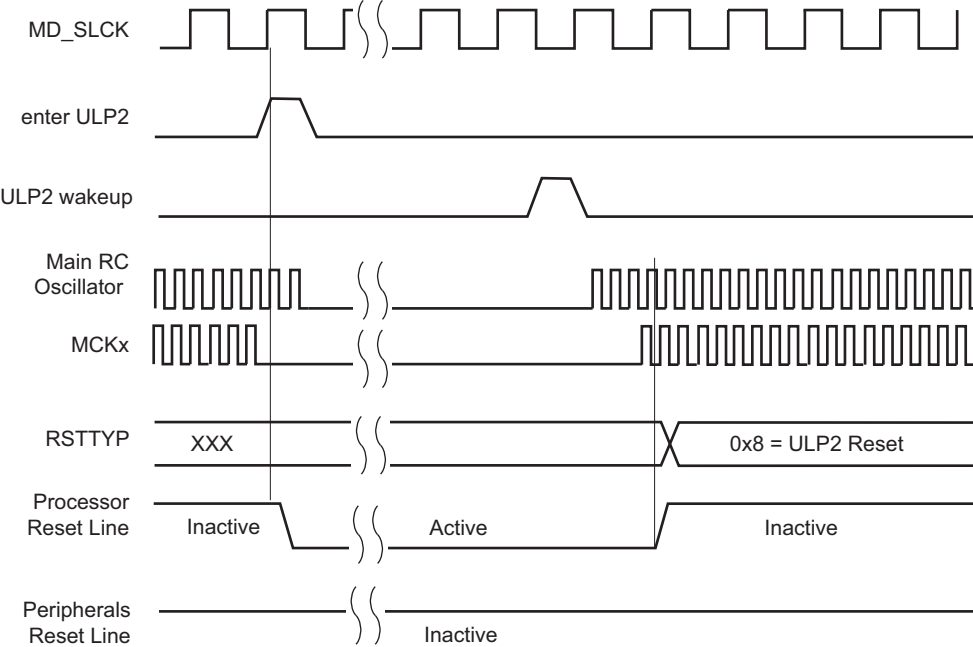 MD_SLCK
enter ULP2
ULP2 wakeup
Main RC
Oscillator
MCKx
RSTTYP
XXX
0x8 = ULP2 Reset
Processor
Reset Line
Inactive
Active
Inactive
Peripherals
Reset Line
Inactive